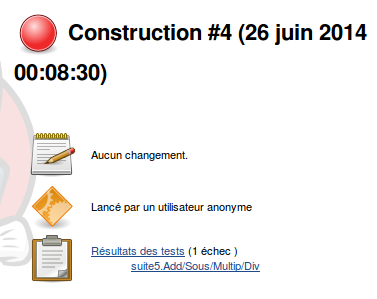 Construction #4 (26 juin 2014
00:08:30)
Aucun changement.
Lancé par un utilisateur anonyme
Résultats des tests (1 échec )
suite5.Add/Sous/Multip/Div